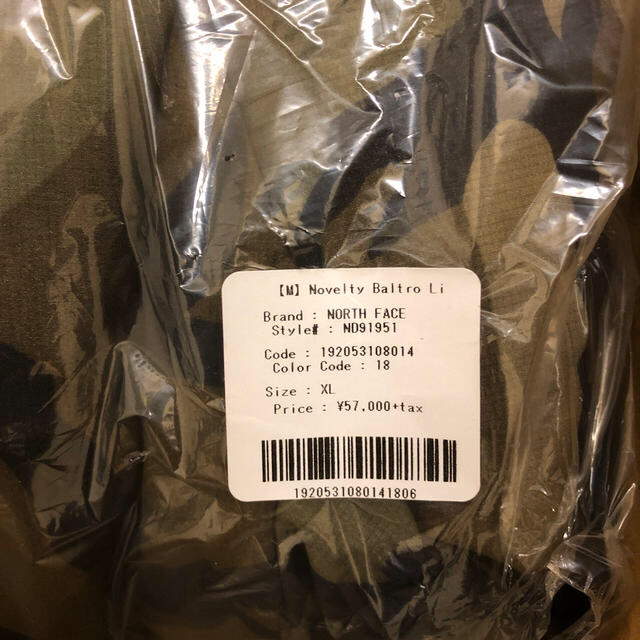 【M】Novelty Baltro Li
Brand : NORTH FACE
Style# : ND91951
Code : 192053108014
Color Code : 18
Size : XL
Price : ¥57,000+tax
1920531080141806